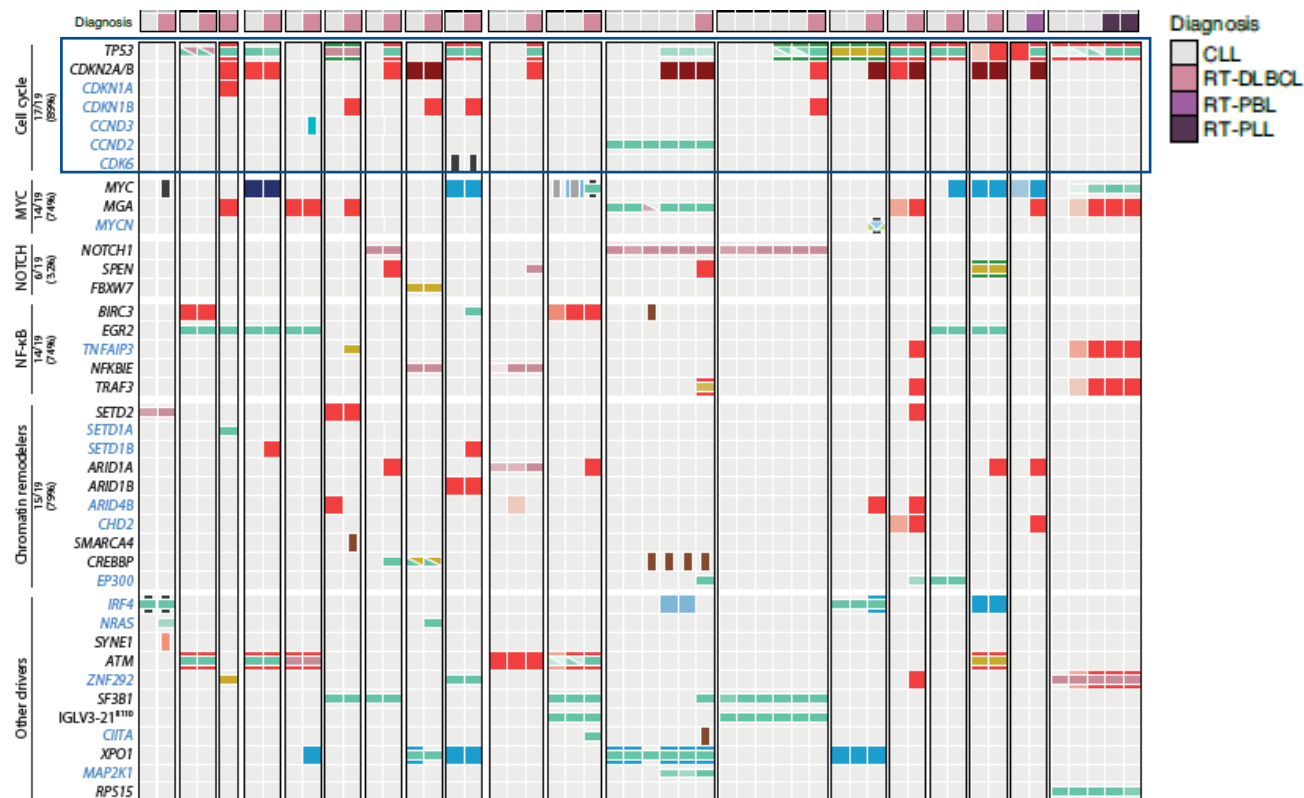 Diagnosis
Diagnosis
CLL
RT-DLBCL
RT-PBL
RT-PLL
Cell cycle
17/19
(89%)
TP53
CDKN2A/B
CDKN1A
CDKN1B
CCND3
CCND2
CDK6
MYC
14/19
(74%)
MYC
MGA
MYCN
NOTCH
6/19
(32%)
NOTCH1
SPEN
FBXW7
NF-κB
14/19
(74%)
BIRC3
EGR2
TNFAIP3
NFKBIE
TRAF3
Chromatin remodelers
15/19
(79%)
SETD2
SETD1A
SETD1B
ARID1A
ARID1B
ARID4B
CHD2
SMARCA4
CREBBP
EP300
Other drivers
IRF4
NRAS
SYNE1
ATM
ZNF292
SF3B1
IGLV3-21ᴿ¹¹⁰
CIITA
XPO1
MAP2K1
RPS15